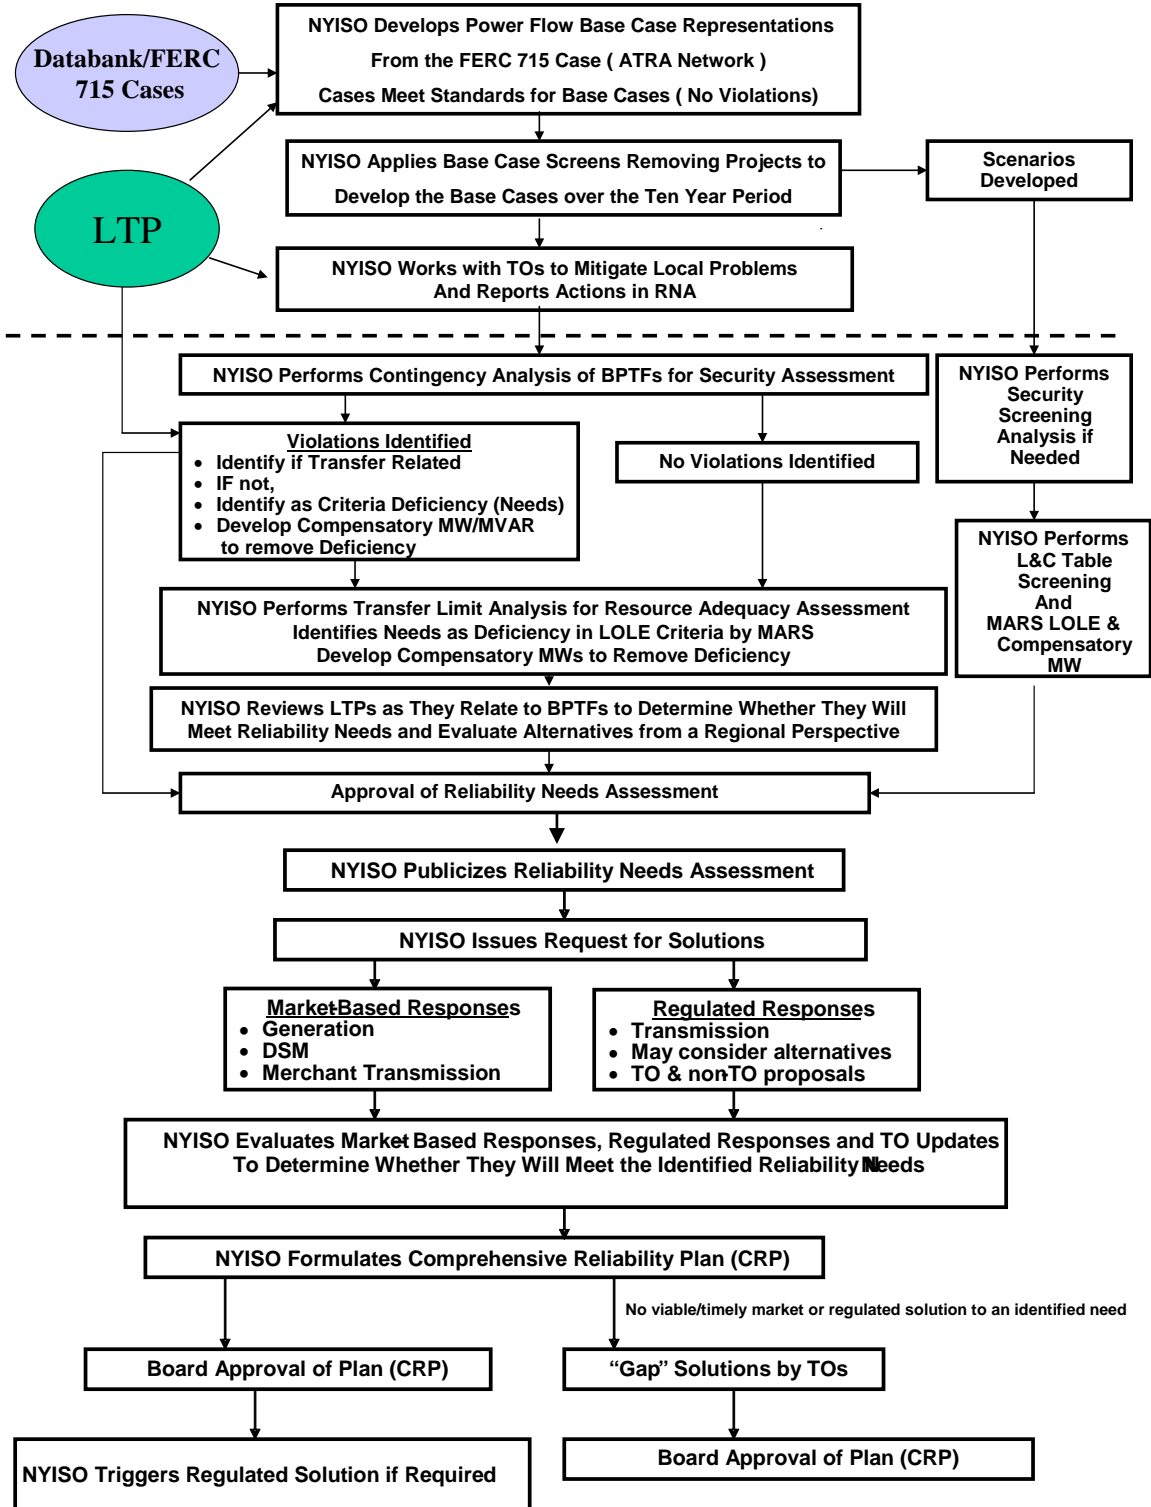 NYISO Develops Power Flow Base Case Representations
From the FERC 715 Case ( ATRA Network )
Cases Meet Standards for Base Cases ( No Violations)
Databank/FERC
715 Cases
NYISO Applies Base Case Screens Removing Projects to
Develop the Base Cases over the Ten Year Period
Scenarios
Developed
LTP
NYISO Works with TOs to Mitigate Local Problems
And Reports Actions in RNA
NYISO Performs Contingency Analysis of BPTFs for Security Assessment
NYISO Performs
Security
Screening
Analysis if
Needed
Violations Identified
• Identify if Transfer Related
• IF not,
• Identify as Criteria Deficiency (Needs)
• Develop Compensatory MW/MVAR
to remove Deficiency
No Violations Identified
NYISO Performs
L&C Table
Screening
And
MARS LOLE &
Compensatory
MW
NYISO Performs Transfer Limit Analysis for Resource Adequacy Assessment
Identifies Needs as Deficiency in LOLE Criteria by MARS
Develop Compensatory MWs to Remove Deficiency
NYISO Reviews LTPs as They Relate to BPTFs to Determine Whether They Will
Meet Reliability Needs and Evaluate Alternatives from a Regional Perspective
Approval of Reliability Needs Assessment
NYISO Publicizes Reliability Needs Assessment
NYISO Issues Request for Solutions
Market-Based Responses
• Generation
• DSM
• Merchant Transmission
Regulated Responses
• Transmission
• May consider alternatives
• TO & non-TO proposals
NYISO Evaluates Market-Based Responses, Regulated Responses and TO Updates
To Determine Whether They Will Meet the Identified Reliability Needs
NYISO Formulates Comprehensive Reliability Plan (CRP)
No viable/timely market or regulated solution to an identified need
Board Approval of Plan (CRP)
“Gap” Solutions by TOs
NYISO Triggers Regulated Solution if Required
Board Approval of Plan (CRP)